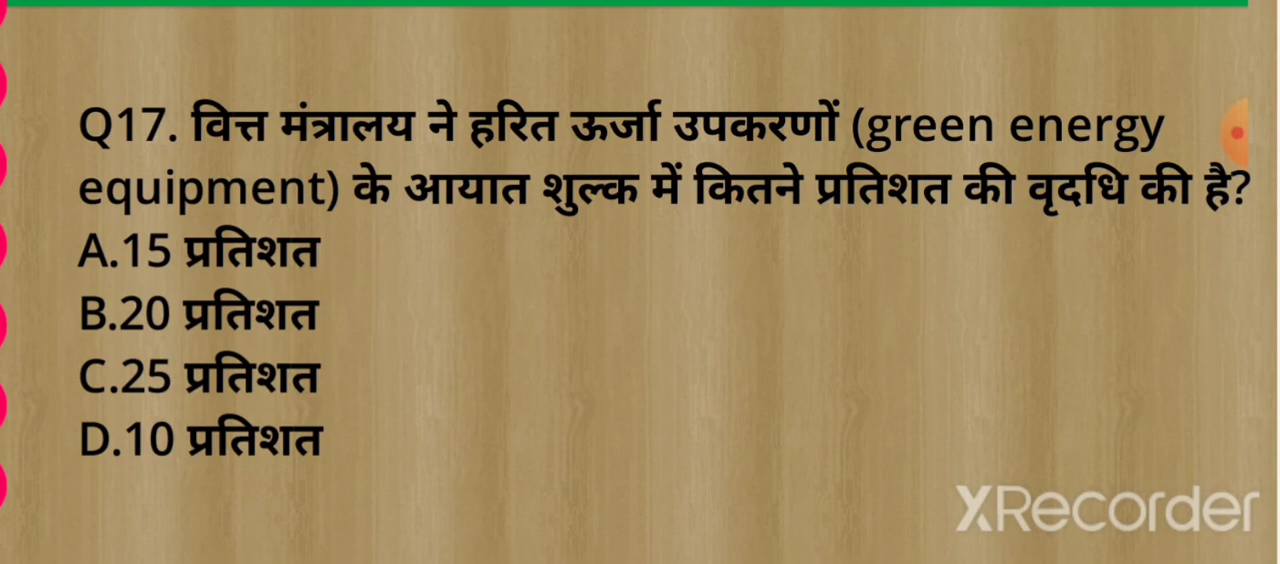 Q17. वित्त मंत्रालय ने हरित ऊर्जा उपकरणों (green energy
equipment) के आयात शुल्क में कितने प्रतिशत की वृदधि की है?
A.15 प्रतिशत
B.20 प्रतिशत
C.25 प्रतिशत
D.10 प्रतिशत
XRecorder